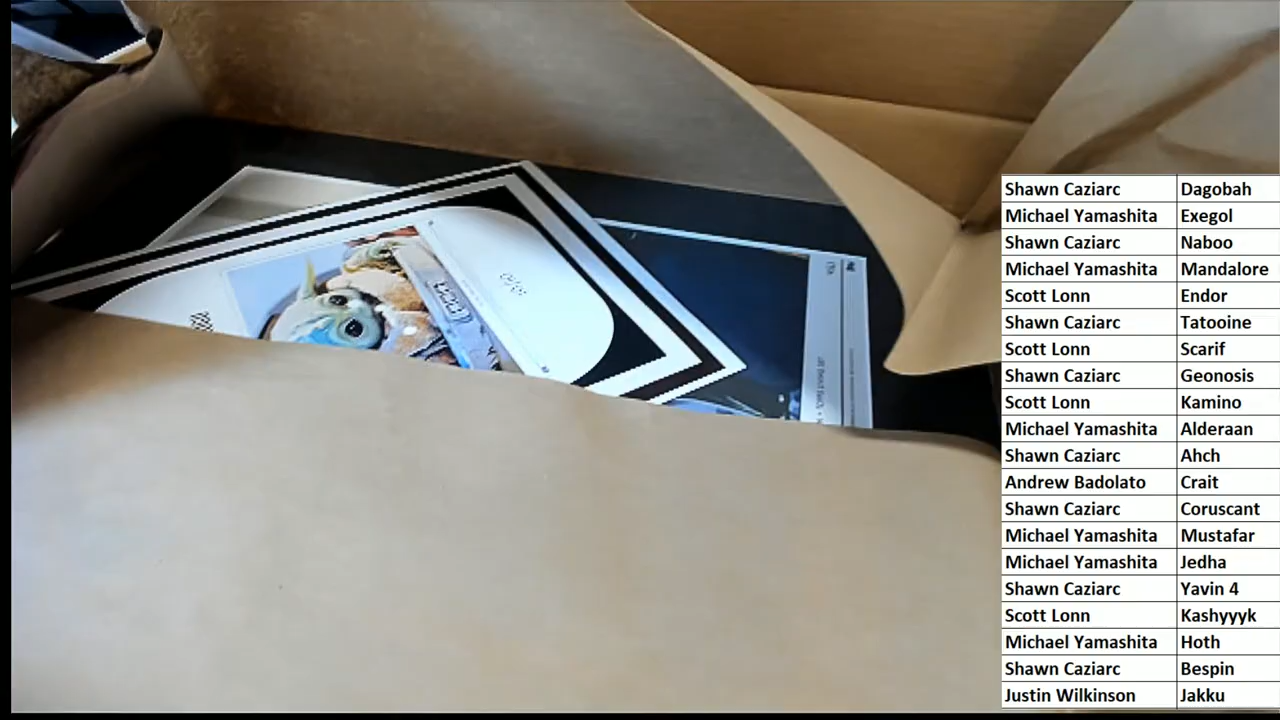 Shawn Caziarc Dagobah
Michael Yamashita Exegol
Shawn Caziarc Naboo
Michael Yamashita Mandalore
Scott Lonn Endor
Shawn Caziarc Tatooine
Scott Lonn Scarif
Shawn Caziarc Geonosis
Scott Lonn Kamino
Michael Yamashita Alderaan
Shawn Caziarc Ahch
Andrew Badolato Crait
Shawn Caziarc Coruscant
Michael Yamashita Mustafar
Michael Yamashita Jedha
Shawn Caziarc Yavin 4
Scott Lonn Kashyyyk
Michael Yamashita Hoth
Shawn Caziarc Bespin
Justin Wilkinson Jakku